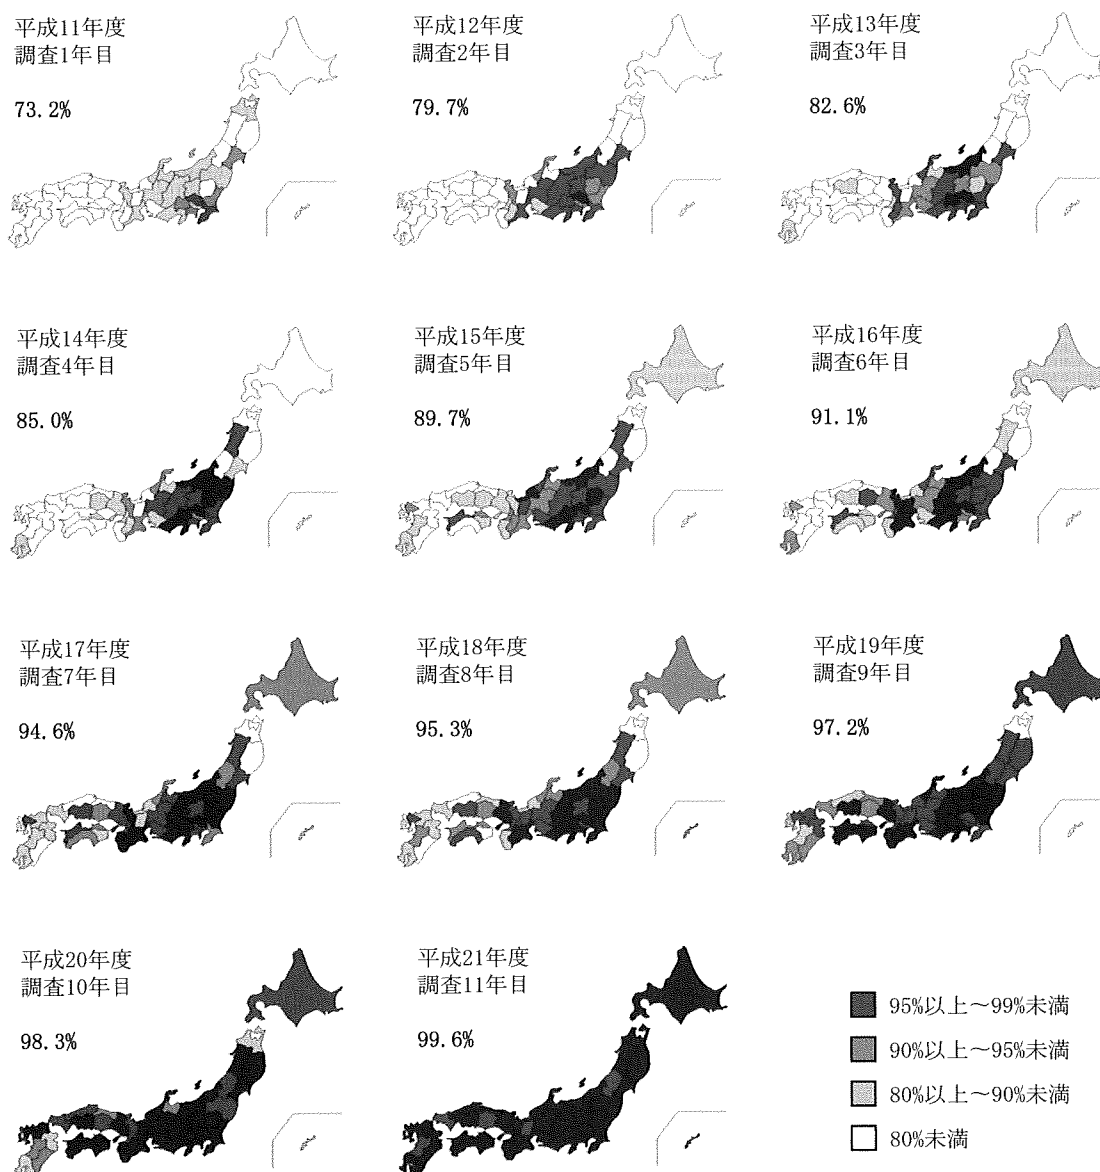 平成11年度
調査1年目
73.2%
平成12年度
調査2年目
79.7%
平成13年度
調査3年目
82.6%
平成14年度
調査4年目
85.0%
平成15年度
調査5年目
89.7%
平成16年度
調査6年目
91.1%
平成17年度
調査7年目
94.6%
平成18年度
調査8年目
95.3%
平成19年度
調査9年目
97.2%
平成20年度
調査10年目
98.3%
平成21年度
調査11年目
99.6%
95%以上～99%未満
90%以上～95%未満
80%以上～90%未満
80%未満